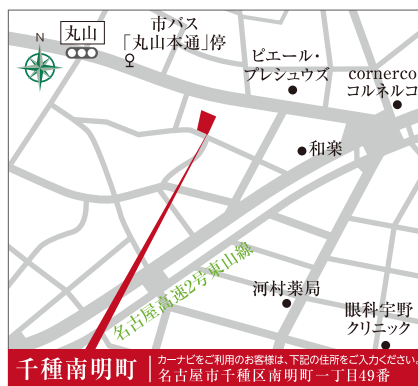 N
丸山
市バス
「丸山本通」停
ピエール・
プレシュウズ
cornerco
コルネルコ
和楽
名古屋高速2号東山線
河村薬局
眼科宇野
クリニック
千種南明町
カーナビをご利用のお客様は、下記の住所をご入力ください。
名古屋市千種区南明町一丁目49番